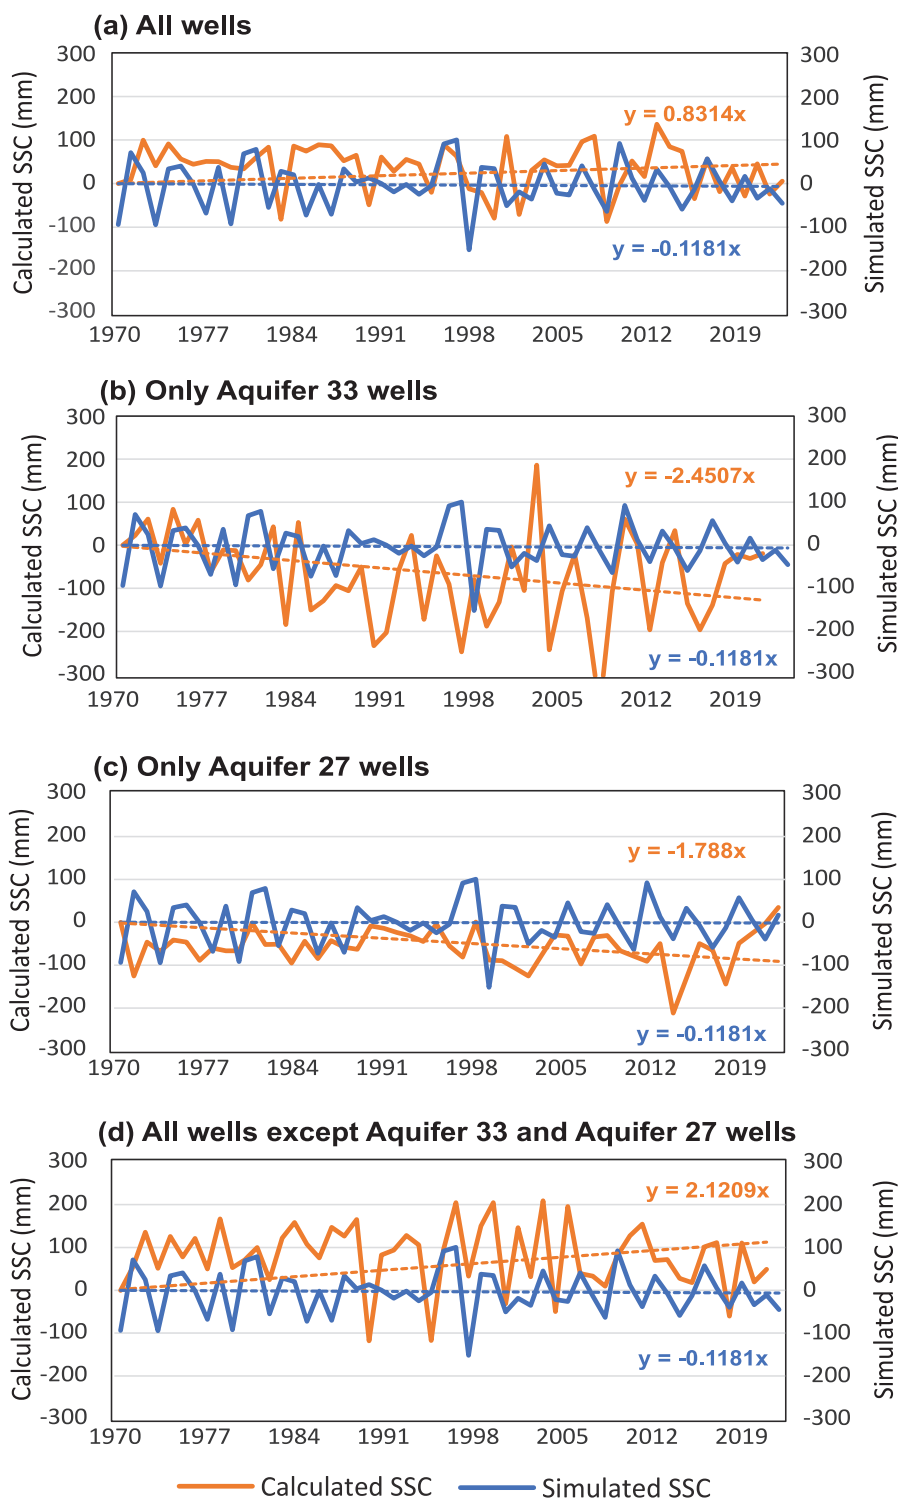 (a) All wells
Calculated SSC (mm)
300
200
100
0
-100
-200
-300
y = 0.8314x
y = -0.1181x
300
200
100
0
-100
-200
-300
Simulated SSC (mm)
1970 1977 1984 1991 1998 2005 2012 2019
(b) Only Aquifer 33 wells
Calculated SSC (mm)
300
200
100
0
-100
-200
-300
y = -2.4507x
y = -0.1181x
300
200
100
0
-100
-200
-300
Simulated SSC (mm)
1970 1977 1984 1991 1998 2005 2012 2019
(c) Only Aquifer 27 wells
Calculated SSC (mm)
300
200
100
0
-100
-200
-300
y = -1.788x
y = -0.1181x
300
200
100
0
-100
-200
-300
Simulated SSC (mm)
1970 1977 1984 1991 1998 2005 2012 2019
(d) All wells except Aquifer 33 and Aquifer 27 wells
Calculated SSC (mm)
300
200
100
0
-100
-200
-300
y = 2.1209x
y = -0.1181x
300
200
100
0
-100
-200
-300
Simulated SSC (mm)
1970 1977 1984 1991 1998 2005 2012 2019
Calculated SSC Simulated SSC